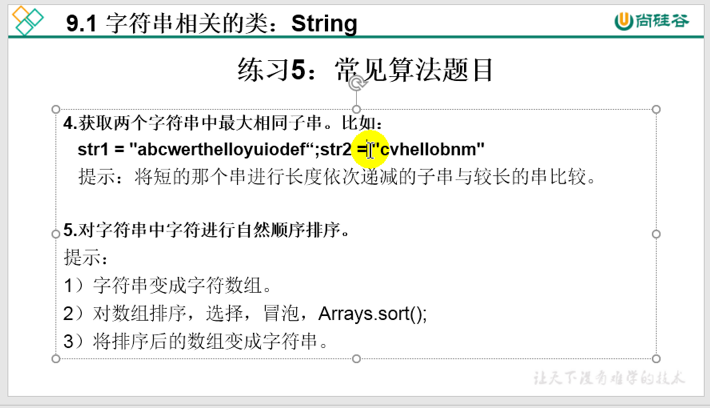 9.1 字符串相关的类：String
尚硅谷
练习5：常见算法题目
4.获取两个字符串中最大相同子串。比如：
str1 = "abcwerthelloyuiodef“;str2 = "cvhellobnm"
提示：将短的那个串进行长度依次递减的子串与较长的串比较。
5.对字符串中字符进行自然顺序排序。
提示：
1）字符串变成字符数组。
2）对数组排序，选择，冒泡，Arrays.sort();
3）将排序后的数组变成字符串。
让天下没有难学的技术